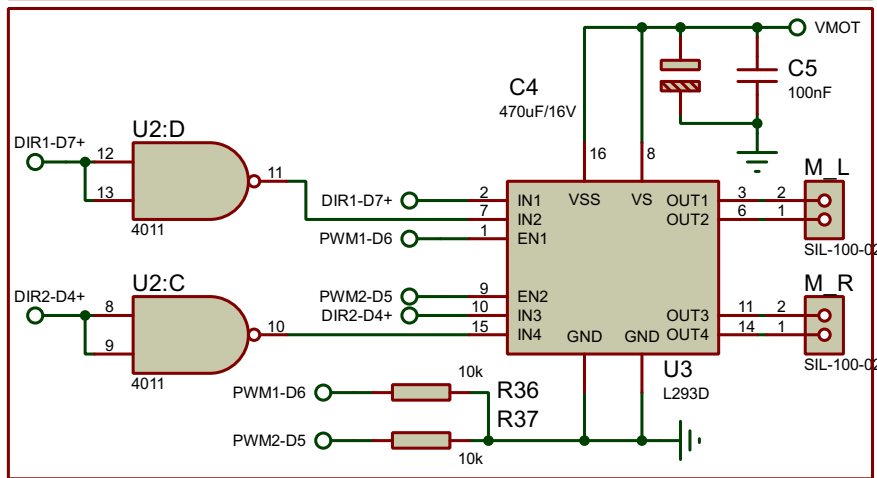 VMOT
C4
470uF/16V
C5
100nF
U2:D
DIR1-D7+
12
13
11
4011
16
8
M_L
DIR1-D7+
2
IN1
VSS
VS
OUT1
3
2
7
IN2
OUT2
6
1
PWM1-D6
1
EN1
SIL-100-02
U2:C
DIR2-D4+
8
9
10
4011
PWM2-D5
9
EN2
DIR2-D4+
10
IN3
OUT3
11
2
15
IN4
OUT4
14
1
GND
GND
M_R
SIL-100-02
U3
L293D
10k
PWM1-D6
R36
R37
PWM2-D5
10k